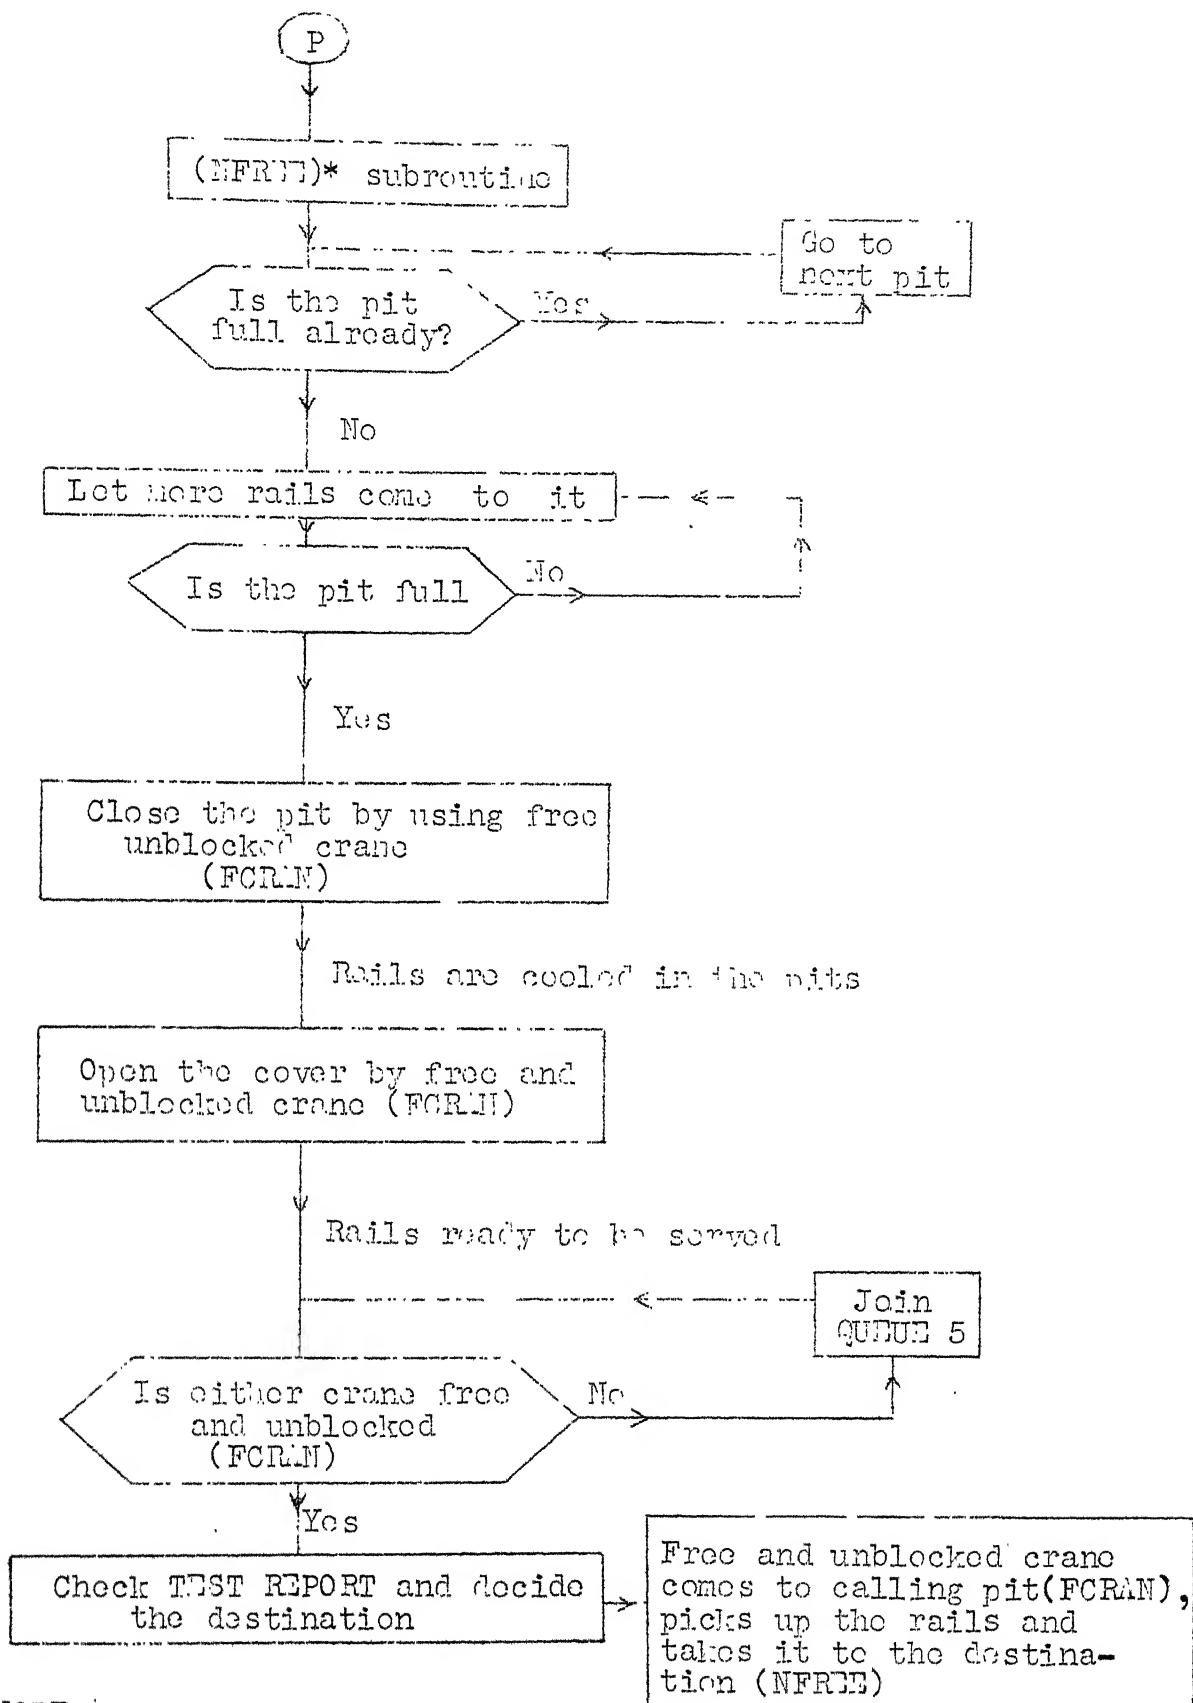 P
(NFREE)* subroutine
Go to
next pit
Is the pit
full already?
Yes
No
Let more rails come to it
Is the pit full
No
Yes
Close the pit by using free
unblocked crane
(FCRAN)
Rails are cooled in the pits
Open the cover by free and
unblocked crane (FCRAN)
Rails ready to be served
Join
QUEUE 5
Is either crane free
and unblocked
(FCRAN)
No
Yes
Check TEST REPORT and decide
the destination
Free and unblocked crane
comes to calling pit(FCRAN),
picks up the rails and
takes it to the destina-
tion (NFREE)